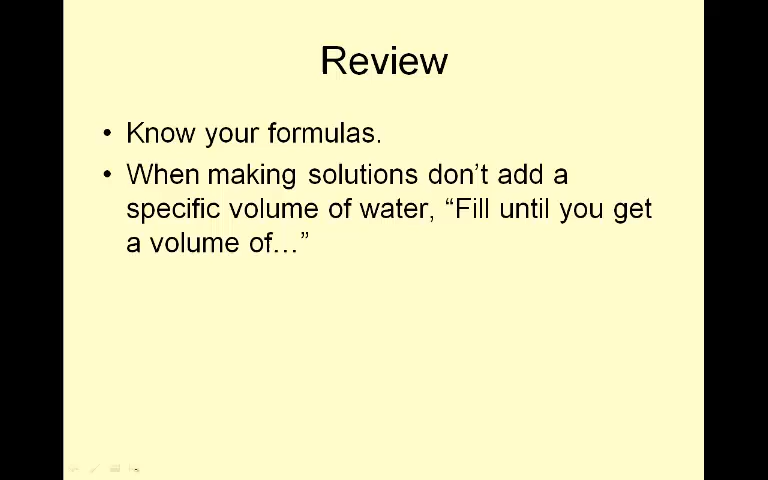 Review
• Know your formulas.
• When making solutions don’t add a
specific volume of water, “Fill until you get
a volume of…”